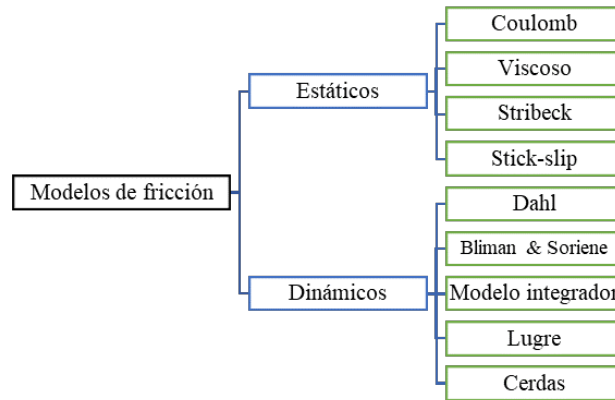 Modelos de fricción
Estáticos
Coulomb
Viscoso
Stribeck
Stick-slip
Dinámicos
Dahl
Bliman & Soriene
Modelo integrador
Lugre
Cerdas